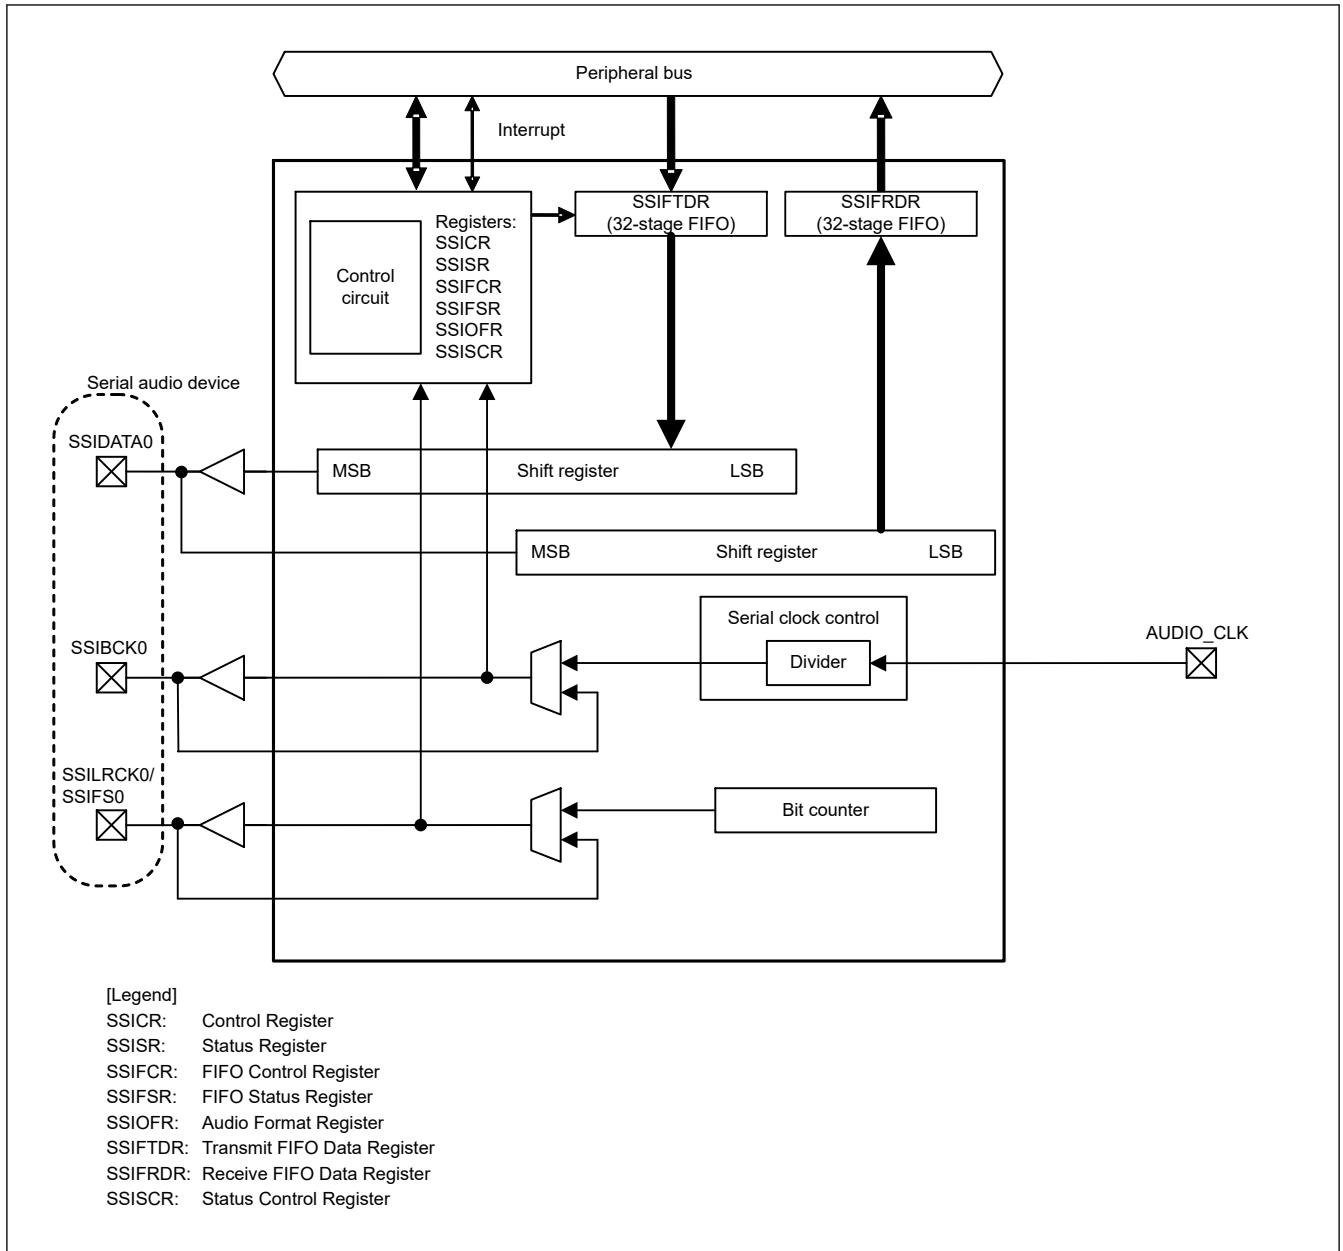 Peripheral bus
Interrupt
SSIFTDR
(32-stage FIFO)
SSIFRDR
(32-stage FIFO)
Control
circuit
Registers:
SSICR
SSISR
SSIFCR
SSIFSR
SSIOFR
SSISCR
Serial audio device
SSIDATA0
MSB Shift register LSB
MSB Shift register LSB
Serial clock control
Divider
AUDIO_CLK
SSIBCK0
SSILRCK0/
SSIFS0
Bit counter
[Legend]
SSICR: Control Register
SSISR: Status Register
SSIFCR: FIFO Control Register
SSIFSR: FIFO Status Register
SSIOFR: Audio Format Register
SSIFTDR: Transmit FIFO Data Register
SSIFRDR: Receive FIFO Data Register
SSISCR: Status Control Register